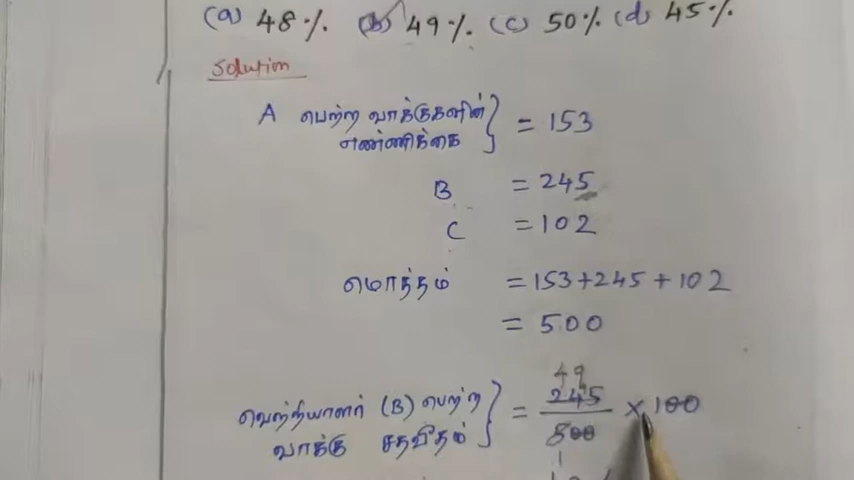 (a) 48% (b) 49% (c) 50% (d) 45%
Solution
A பெற்ற வாக்குகளின் எண்ணிக்கை } = 153
B = 245
C = 102
மொத்தம் = 153+245+102
= 500
வெற்றியாளர் (B) பெற்ற வாக்கு சதவீதம் } = 245/500 × 100
49
1